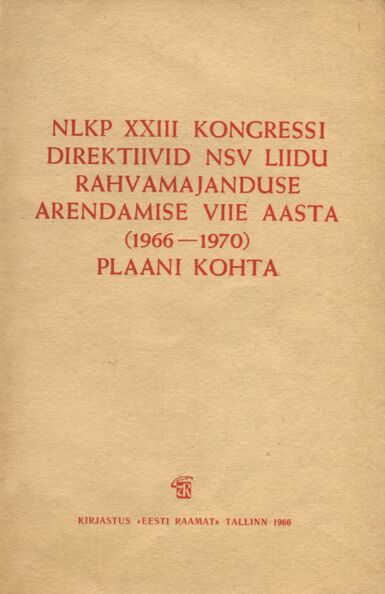 NLKP XXIII KONGRESSI
DIREKTIIVID NSV LIIDU
RAHVAMAJANDUSE
ARENDAMISE VIIE AASTA
(1966—1970)
PLAANI KOHTA
KIRJASTUS «EESTI RAAMAT» TALLINN 1966